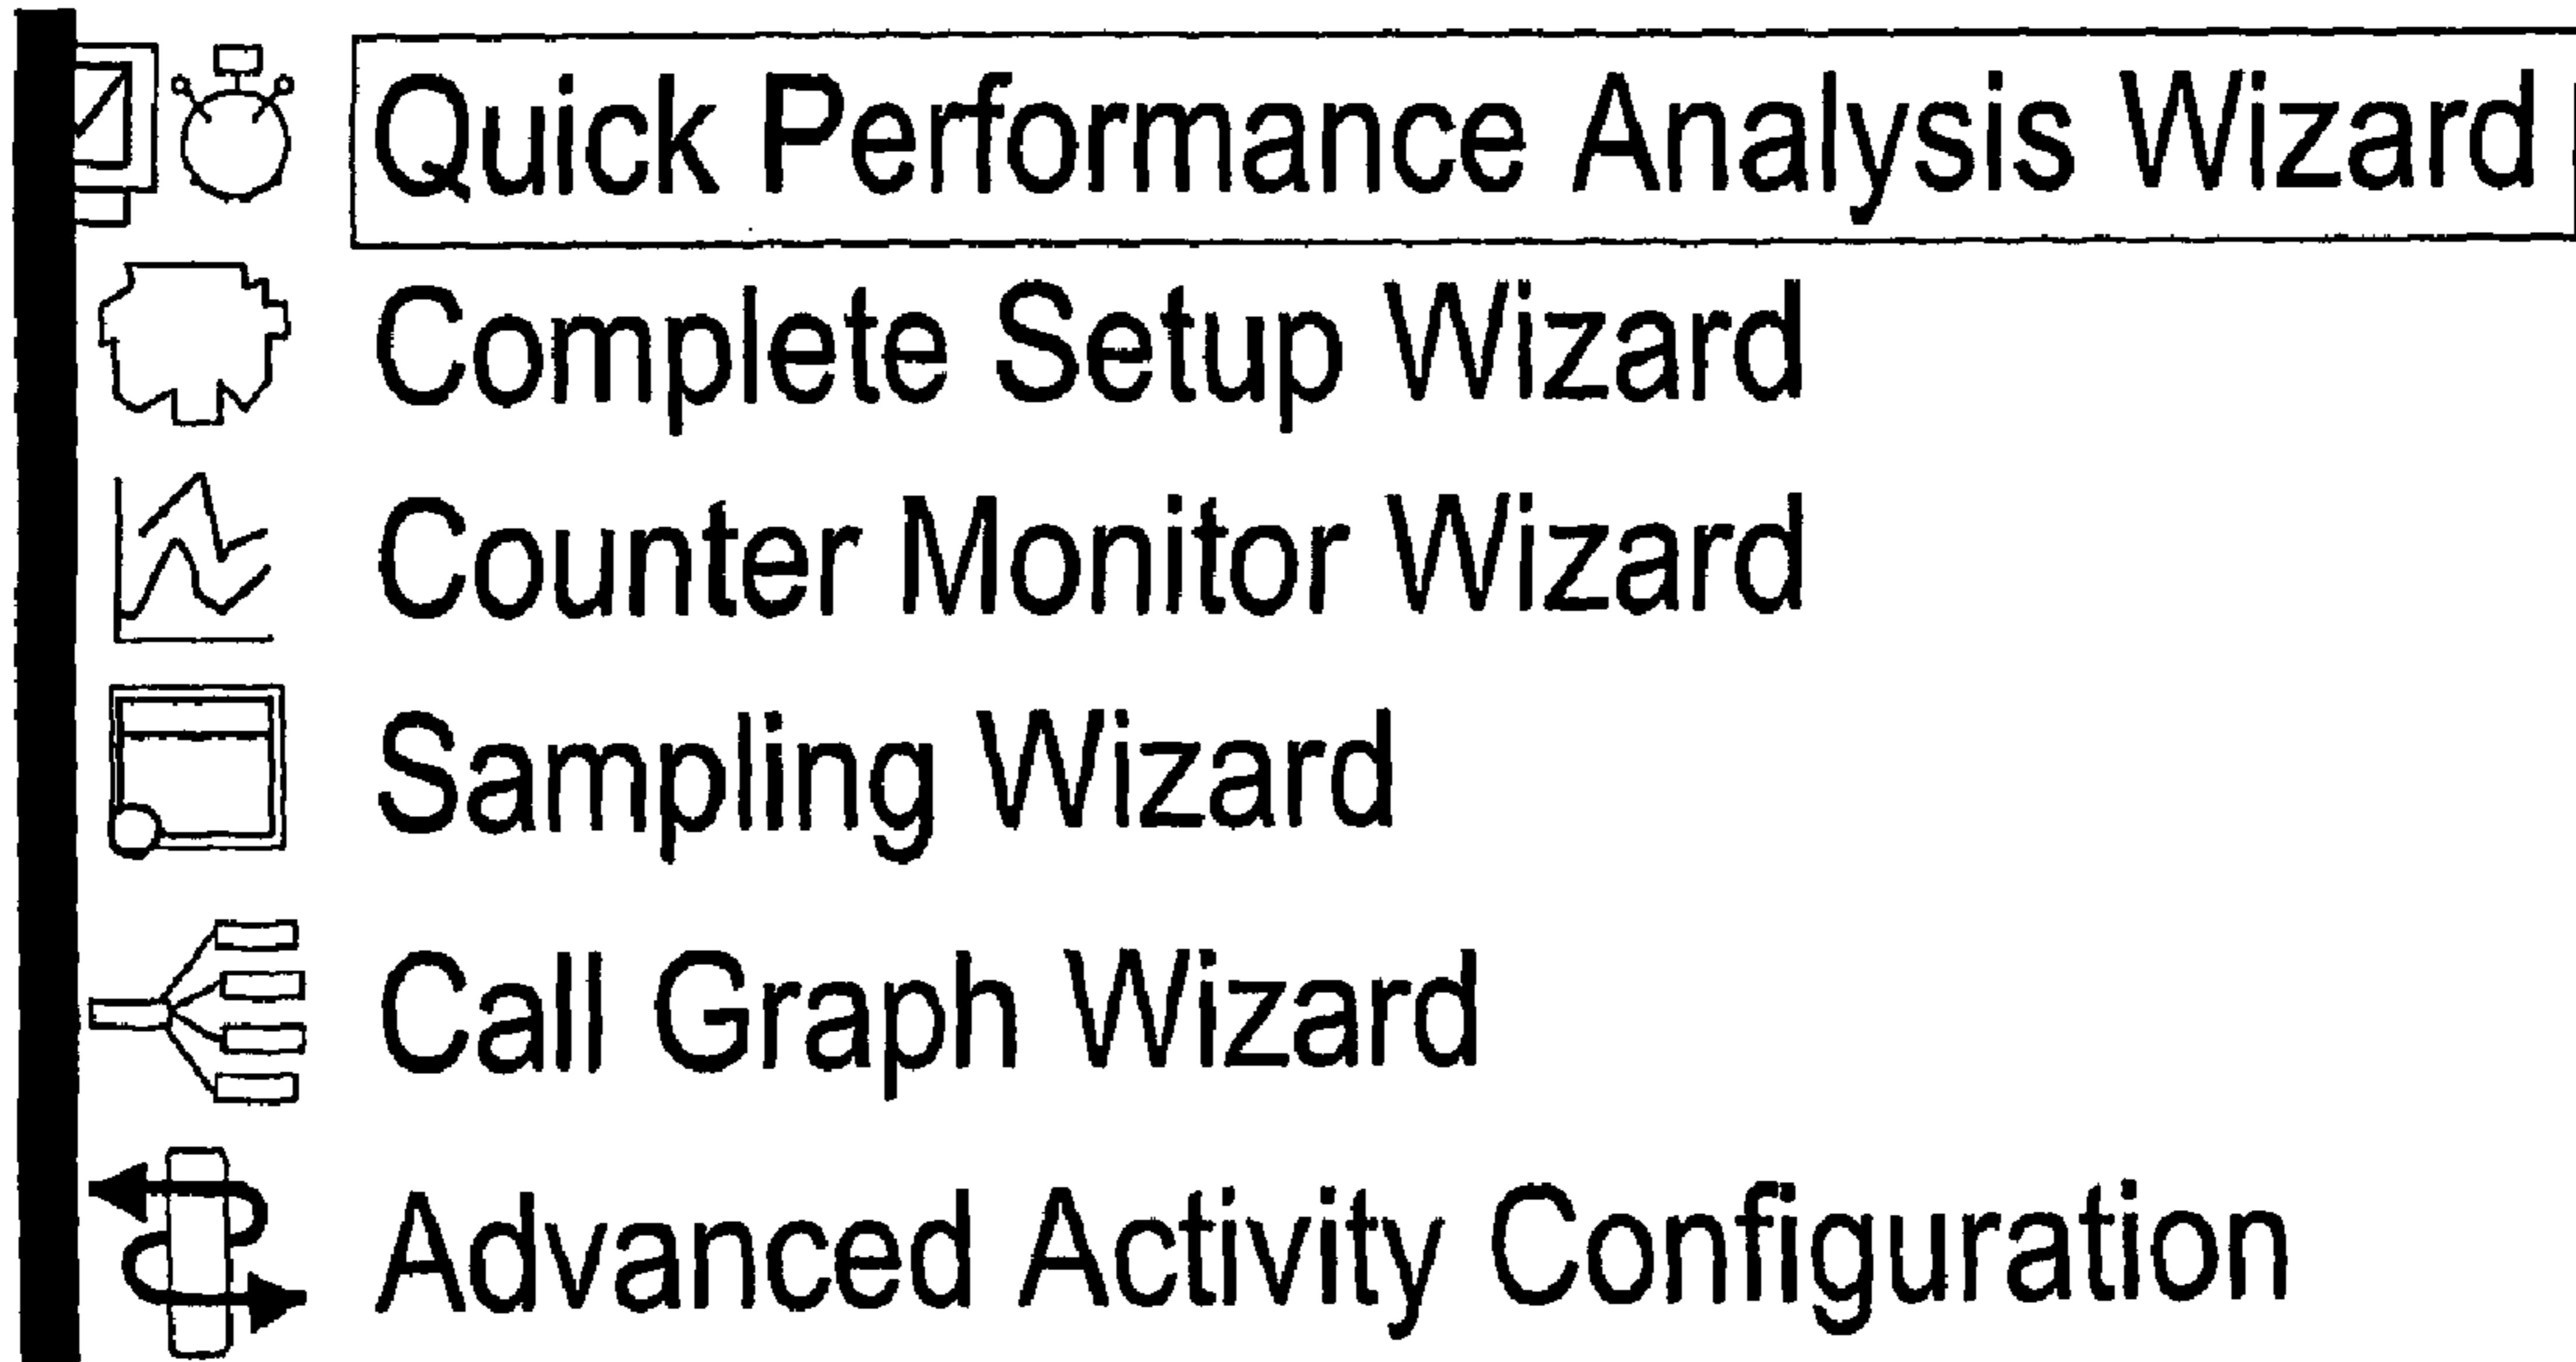 Quick Performance Analysis Wizard
Complete Setup Wizard
Counter Monitor Wizard
Sampling Wizard
Call Graph Wizard
Advanced Activity Configuration